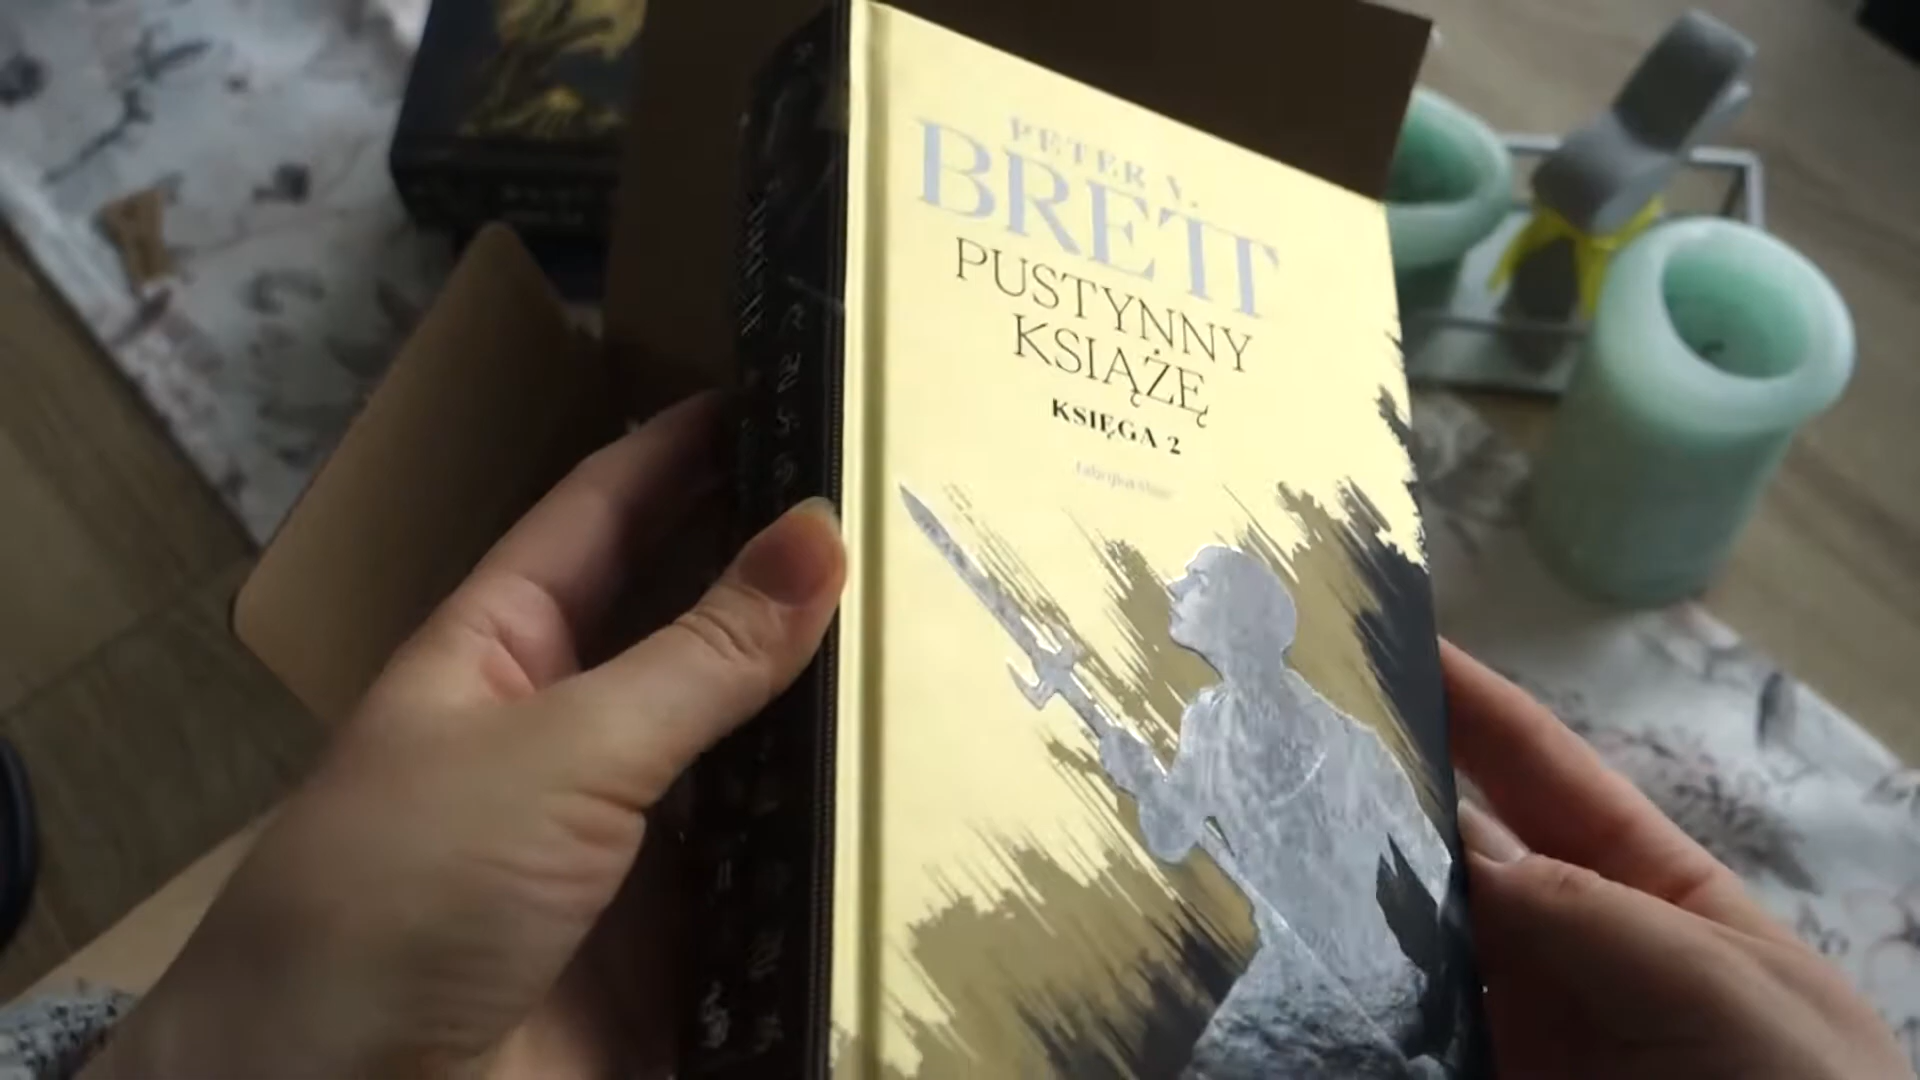 PETER V.
BRETT
PUSTYNNY
KSIĄŻĘ
KSIĘGA 2